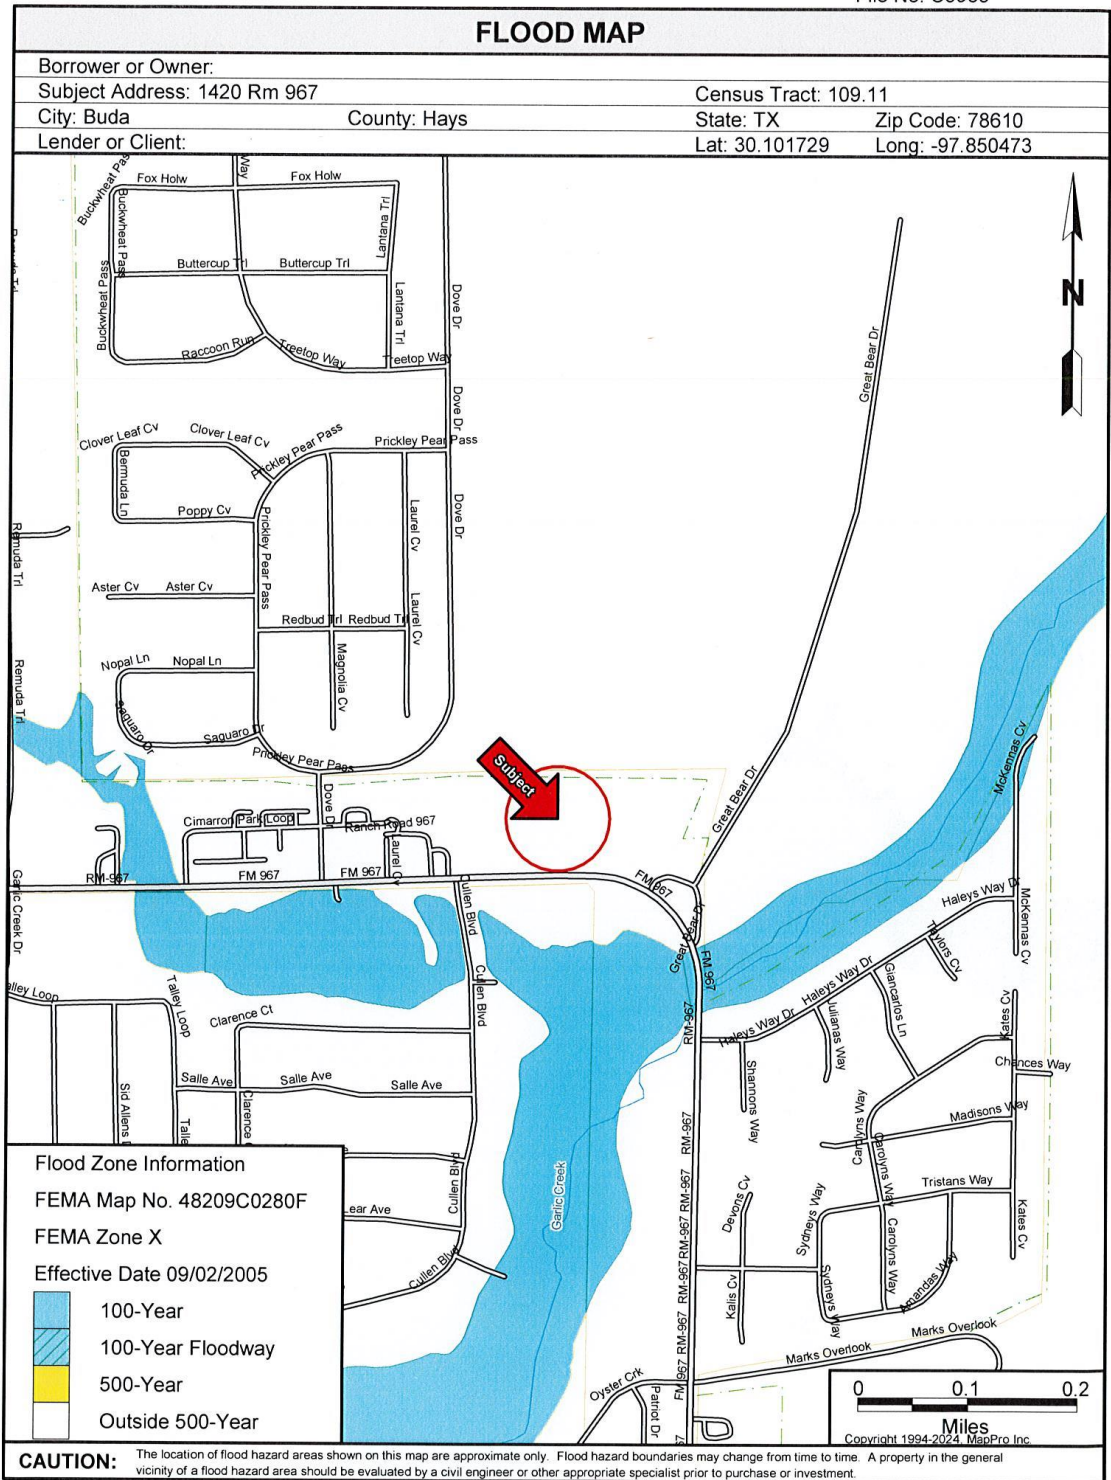 FLOOD MAP
Borrower or Owner:
Subject Address: 1420 Rm 967
Census Tract: 109.11
City: Buda
County: Hays
State: TX
Zip Code: 78610
Lender or Client:
Lat: 30.101729
Long: -97.850473
Way
Buckwheat Pas
Fox Holw
Fox Holw
Buckwheat Pass
Lantana Trl
Buttercup Trl
Buttercup Trl
Buckwheat Pass
Lantana Trl
Dove Dr
N
Raccoon Run
Treetop Way
Treetop Way
Great Bear Dr
Dove Dr
Clover Leaf Cv
Clover Leaf Cv
Prickley Pear Pass
Prickley Pear Pass
Bermuda Ln
Poppy Cv
Prickley Pear Pass
Laurel Cv
Dove Dr
Remuda Trl
Aster Cv
Aster Cv
Redbud Trl
Redbud Trl
Laurel Cv
Nopal Ln
Nopal Ln
Magnolia Cv
Remuda Trl
Saguaro Dr
Saguaro Dr
Prickley Pear Pass
Subject
McKennas Cv
Great Bear Dr
Dove Dr
Cimarron Park Loop
Ranch Road 967
Laurel Cv
RM-967
FM 967
FM 967
FM 967
Garlic Creek Dr
Cullen Blvd
Great Bear Dr
Haleys Way Dr
McKennas Cv
Taylors Cv
FM 967
Haleys Way Dr
Giancarlos Ln
alley Loop
Talley Loop
Clarence Ct
Cullen Blvd
RM-967
Haleys Way Dr
Julianas Way
Kates Cv
Salle Ave
Salle Ave
Salle Ave
Shannons Way
Chances Way
Sid Allens
Talle
Clarence
Madisons Way
Carolyns Way
Carolyns Way
RM-967
Flood Zone Information
FEMA Map No. 48209C0280F
FEMA Zone X
Effective Date 09/02/2005
100-Year
100-Year Floodway
500-Year
Outside 500-Year
Lear Ave
Cullen Blvd
Cullen Blvd
Garlic Creek
RM-967
RM-967
RM-967
RM-967
FM 967
Devons Cv
Sydneys Way
Tristans Way
Carolyns Way
Kates Cv
Kalis Cv
Sydneys Way
Amandas Way
Marks Overlook
Marks Overlook
Oyster Crk
Patriot Dr
0
0.1
0.2
Miles
Copyright 1994-2024, MapPro Inc.
CAUTION:
The location of flood hazard areas shown on this map are approximate only. Flood hazard boundaries may change from time to time. A property in the general
vicinity of a flood hazard area should be evaluated by a civil engineer or other appropriate specialist prior to purchase or investment.